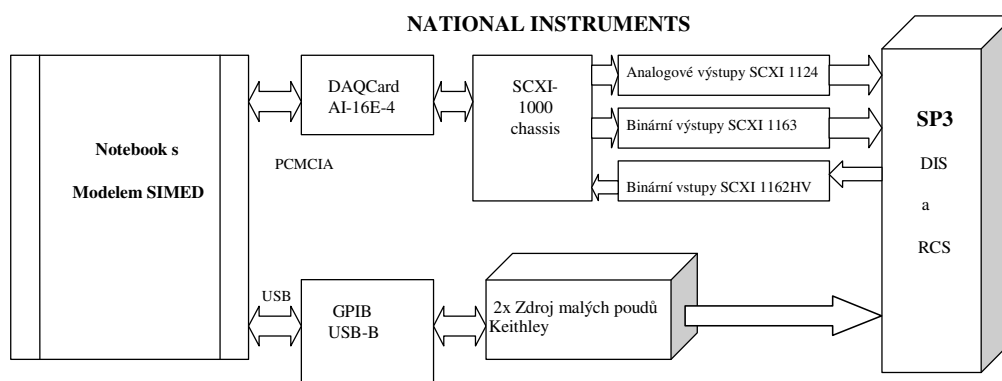 NATIONAL INSTRUMENTS
Notebook s
Modelem SIMED
PCMCIA
USB
DAQCard
AI-16E-4
SCXI-
1000
chassis
Analogové výstupy SCXI 1124
Binární výstupy SCXI 1163
Binární vstupy SCXI 1162HV
SP3
DIS
a
RCS
GPIB
USB-B
2x Zdroj malých poudů
Keithley